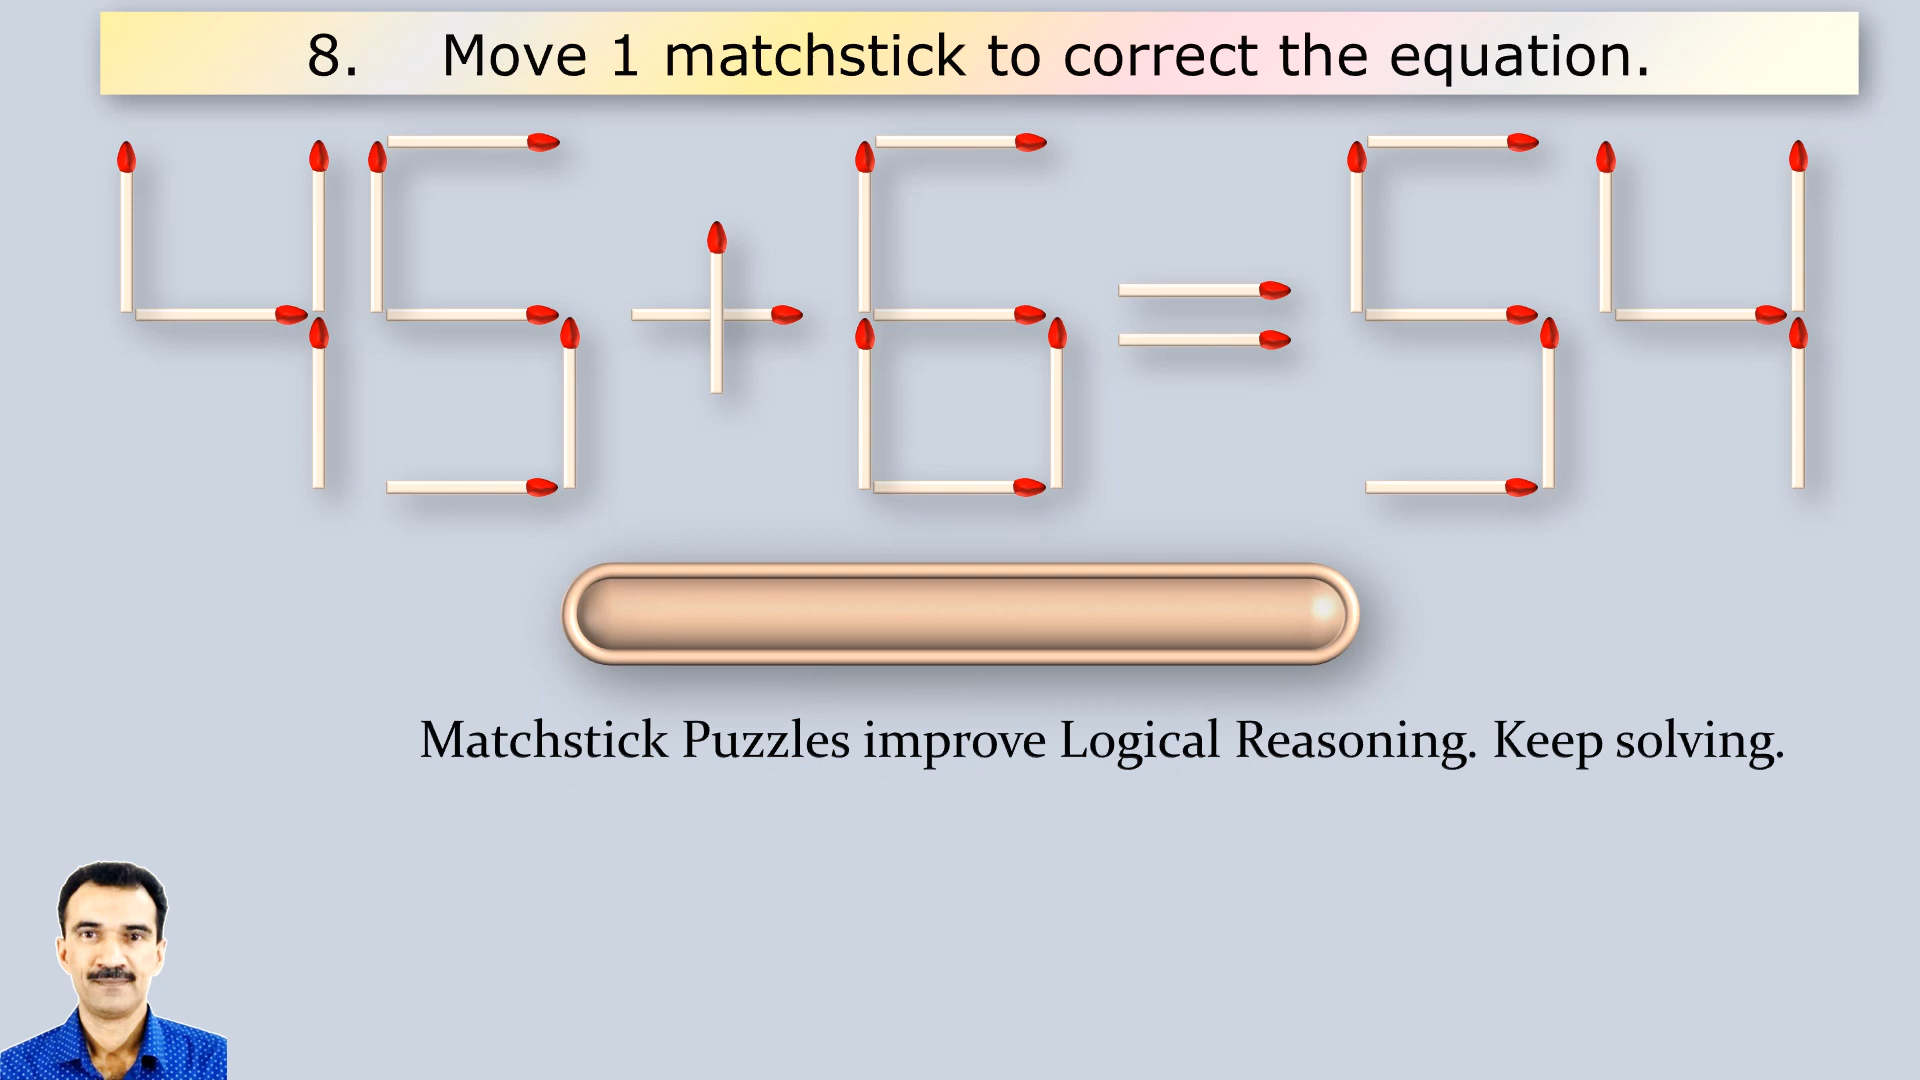 8. Move 1 matchstick to correct the equation.
45+6=54
Matchstick Puzzles improve Logical Reasoning. Keep solving.